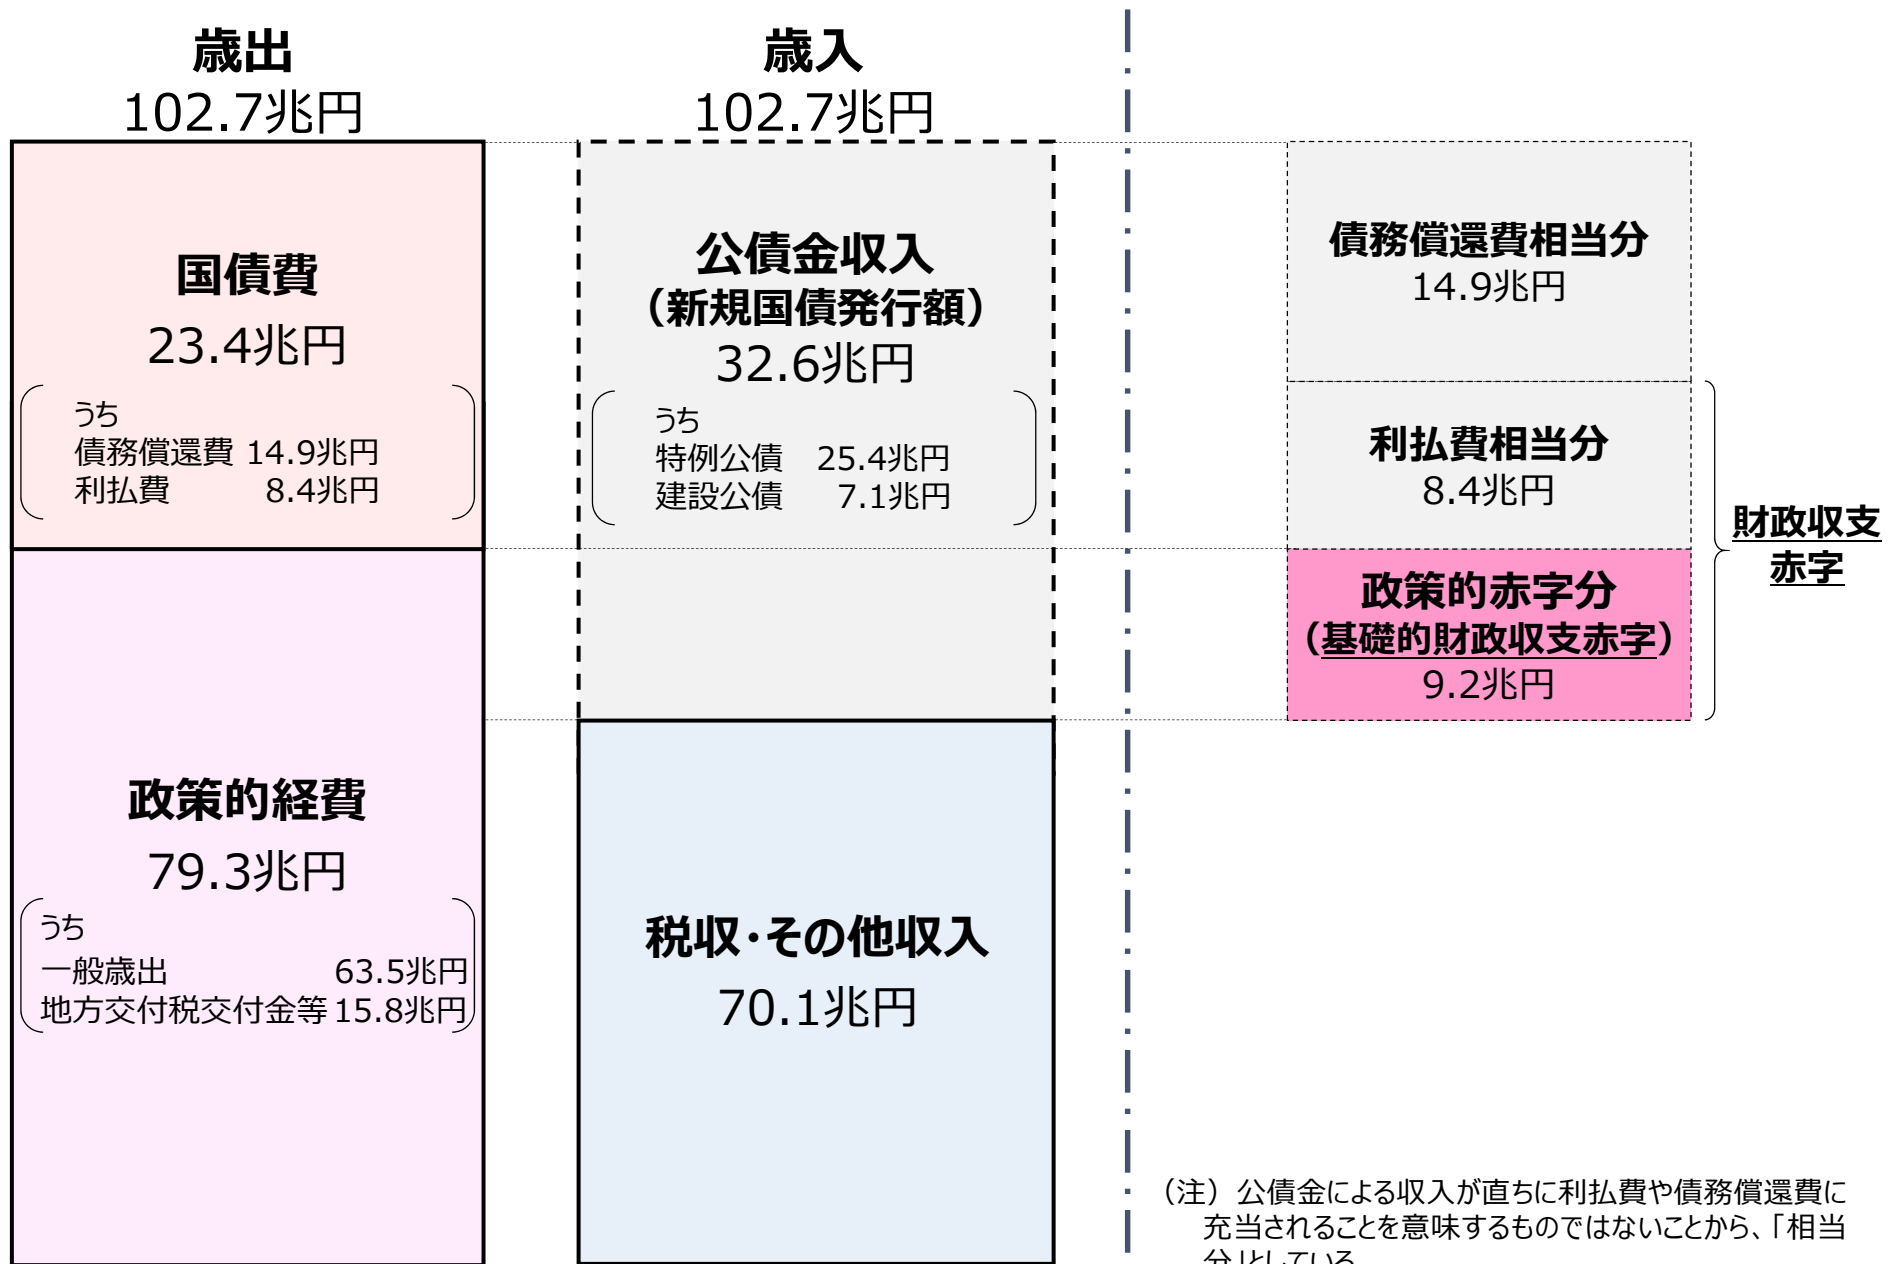 歳出
102.7兆円
国債費
23.4兆円
うち
債務償還費 14.9兆円
利払費 8.4兆円
政策的経費
79.3兆円
うち
一般歳出 63.5兆円
地方交付税交付金等 15.8兆円
歳入
102.7兆円
公債金収入
（新規国債発行額）
32.6兆円
うち
特例公債 25.4兆円
建設公債 7.1兆円
税収・その他収入
70.1兆円
債務償還費相当分
14.9兆円
利払費相当分
8.4兆円
政策的赤字分
（基礎的財政収支赤字）
9.2兆円
財政収支
赤字
（注）公債金による収入が直ちに利払費や債務償還費に
充当されることを意味するものではないことから、「相当
分」としている